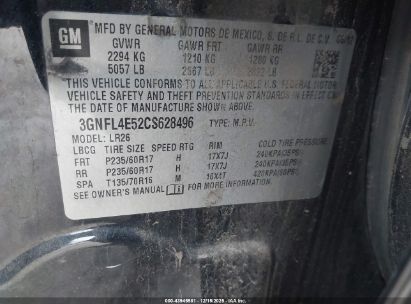 GM
MFD BY GENERAL MOTORS DE MEXICO, S. DE R.L. DE C.V.
GVWR GAWR FRT GAWR RR
2294 KG 1210 KG 1280 KG
5057 LB 2667 LB 2822 LB
THIS VEHICLE CONFORMS TO ALL APPLICABLE U.S. FEDERAL MOTOR
VEHICLE SAFETY AND THEFT PREVENTION STANDARDS IN EFFECT
ON THE DATE OF MANUFACTURE SHOWN ABOVE.
3GNFL4E52CS628496 TYPE: M.P.V.
MODEL: LR26
LBCG TIRE SIZE SPEED RTG RIM COLD TIRE PRESSURE
FRT P235/60R17 H 17X7J 240KPA(35PSI)
RR P235/60R17 H 17X7J 240KPA(35PSI)
SPA T135/70R16 M 16X4T 420KPA(60PSI)
SEE OWNER'S MANUAL FOR ADDITIONAL INFORMATION